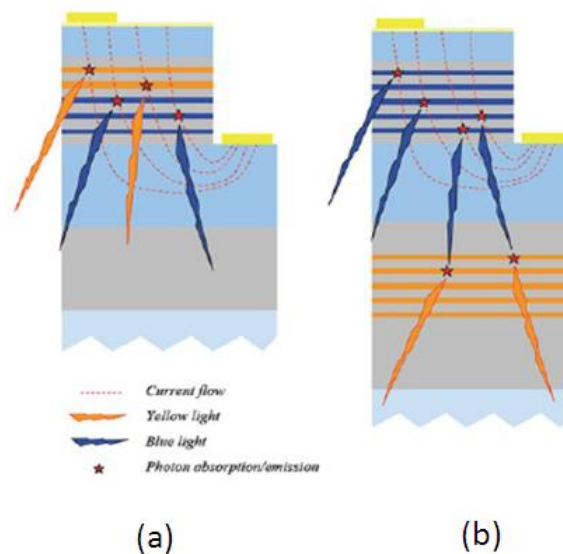 Current flow
Yellow light
Blue light
Photon absorption/emission
(a)
(b)